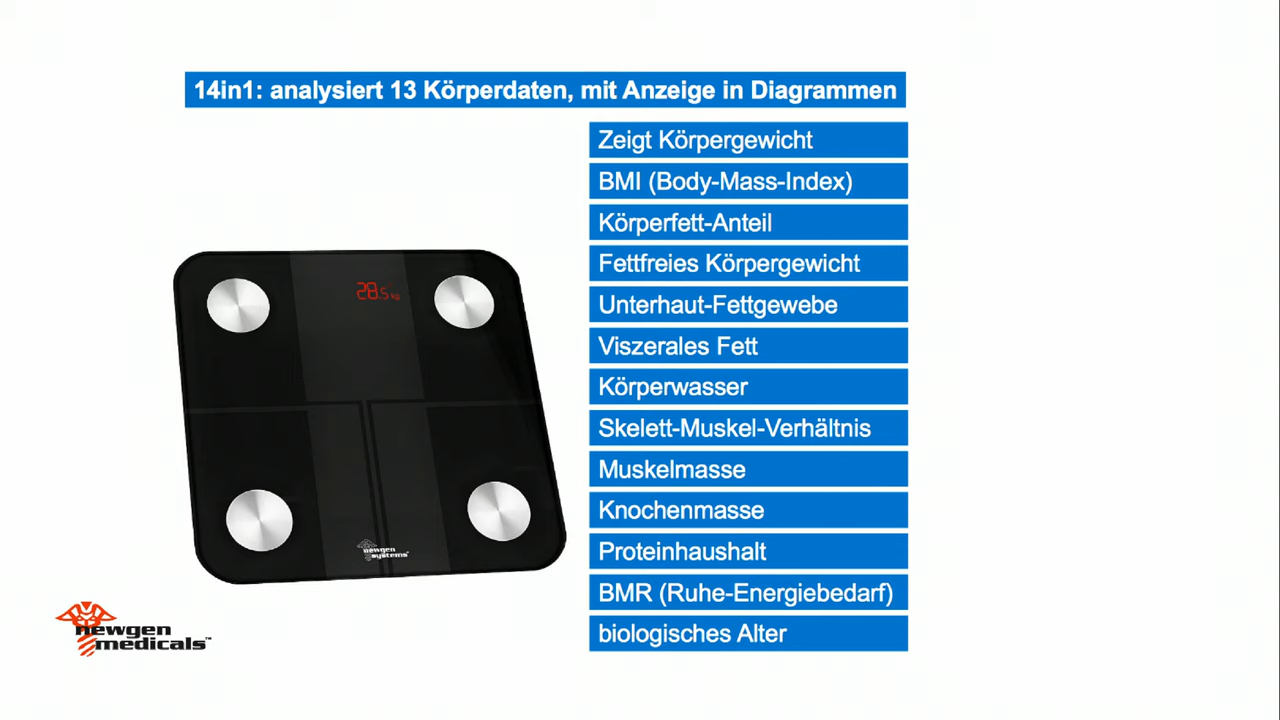 14in1: analysiert 13 Körperdaten, mit Anzeige in Diagrammen
Zeigt Körpergewicht
BMI (Body-Mass-Index)
Körperfett-Anteil
Fettfreies Körpergewicht
Unterhaut-Fettgewebe
Viszerales Fett
Körperwasser
Skelett-Muskel-Verhältnis
Muskelmasse
Knochenmasse
Proteinhaushalt
BMR (Ruhe-Energiebedarf)
biologisches Alter
28.5 kg
newgen
systems
newgen
medicals™